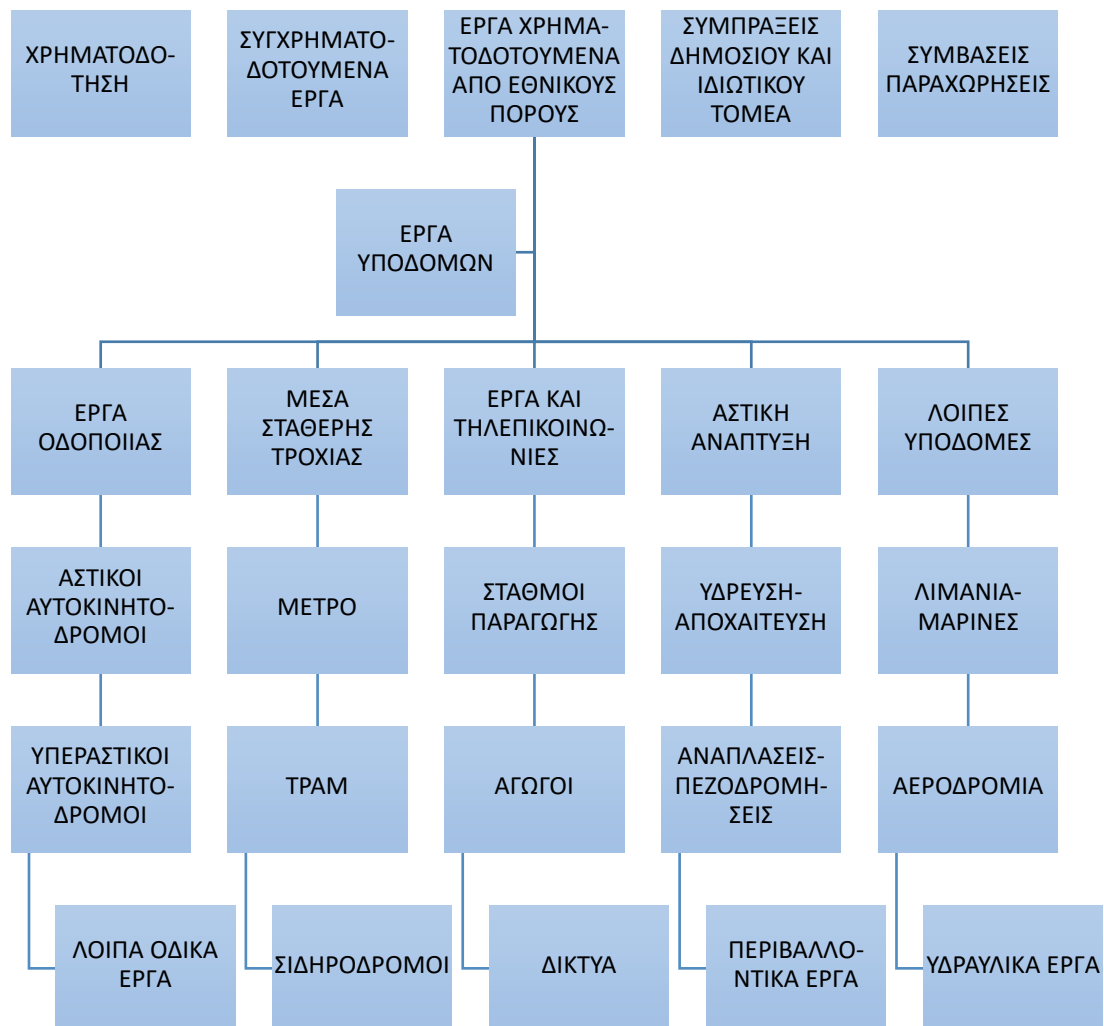 ΧΡΗΜΑΤΟΔΟ-
ΤΗΣΗ
ΣΥΓΧΡΗΜΑΤΟ-
ΔΟΤΟΥΜΕΝΑ
ΕΡΓΑ
ΕΡΓΑ ΧΡΗΜΑ-
ΤΟΔΟΤΟΥΜΕΝΑ
ΑΠΟ ΕΘΝΙΚΟΥΣ
ΠΟΡΟΥΣ
ΣΥΜΠΡΑΞΕΙΣ
ΔΗΜΟΣΙΟΥ ΚΑΙ
ΙΔΙΩΤΙΚΟΥ
ΤΟΜΕΑ
ΣΥΜΒΑΣΕΙΣ
ΠΑΡΑΧΩΡΗΣΕΙΣ
ΕΡΓΑ
ΥΠΟΔΟΜΩΝ
ΕΡΓΑ
ΟΔΟΠΟΙΙΑΣ
ΜΕΣΑ
ΣΤΑΘΕΡΗΣ
ΤΡΟΧΙΑΣ
ΕΡΓΑ ΚΑΙ
ΤΗΛΕΠΙΚΟΙΝΩ-
ΝΙΕΣ
ΑΣΤΙΚΗ
ΑΝΑΠΤΥΞΗ
ΛΟΙΠΕΣ
ΥΠΟΔΟΜΕΣ
ΑΣΤΙΚΟΙ
ΑΥΤΟΚΙΝΗΤΟ-
ΔΡΟΜΟΙ
ΜΕΤΡΟ
ΣΤΑΘΜΟΙ
ΠΑΡΑΓΩΓΗΣ
ΥΔΡΕΥΣΗ-
ΑΠΟΧΑΙΤΕΥΣΗ
ΛΙΜΑΝΙΑ-
ΜΑΡΙΝΕΣ
ΥΠΕΡΑΣΤΙΚΟΙ
ΑΥΤΟΚΙΝΗΤΟ-
ΔΡΟΜΟΙ
ΤΡΑΜ
ΑΓΩΓΟΙ
ΑΝΑΠΛΑΣΕΙΣ-
ΠΕΖΟΔΡΟΜΗ-
ΣΕΙΣ
ΑΕΡΟΔΡΟΜΙΑ
ΛΟΙΠΑ ΟΔΙΚΑ
ΕΡΓΑ
ΣΙΔΗΡΟΔΡΟΜΟΙ
ΔΙΚΤΥΑ
ΠΕΡΙΒΑΛΛΟ-
ΝΤΙΚΑ ΕΡΓΑ
ΥΔΡΑΥΛΙΚΑ ΕΡΓΑ